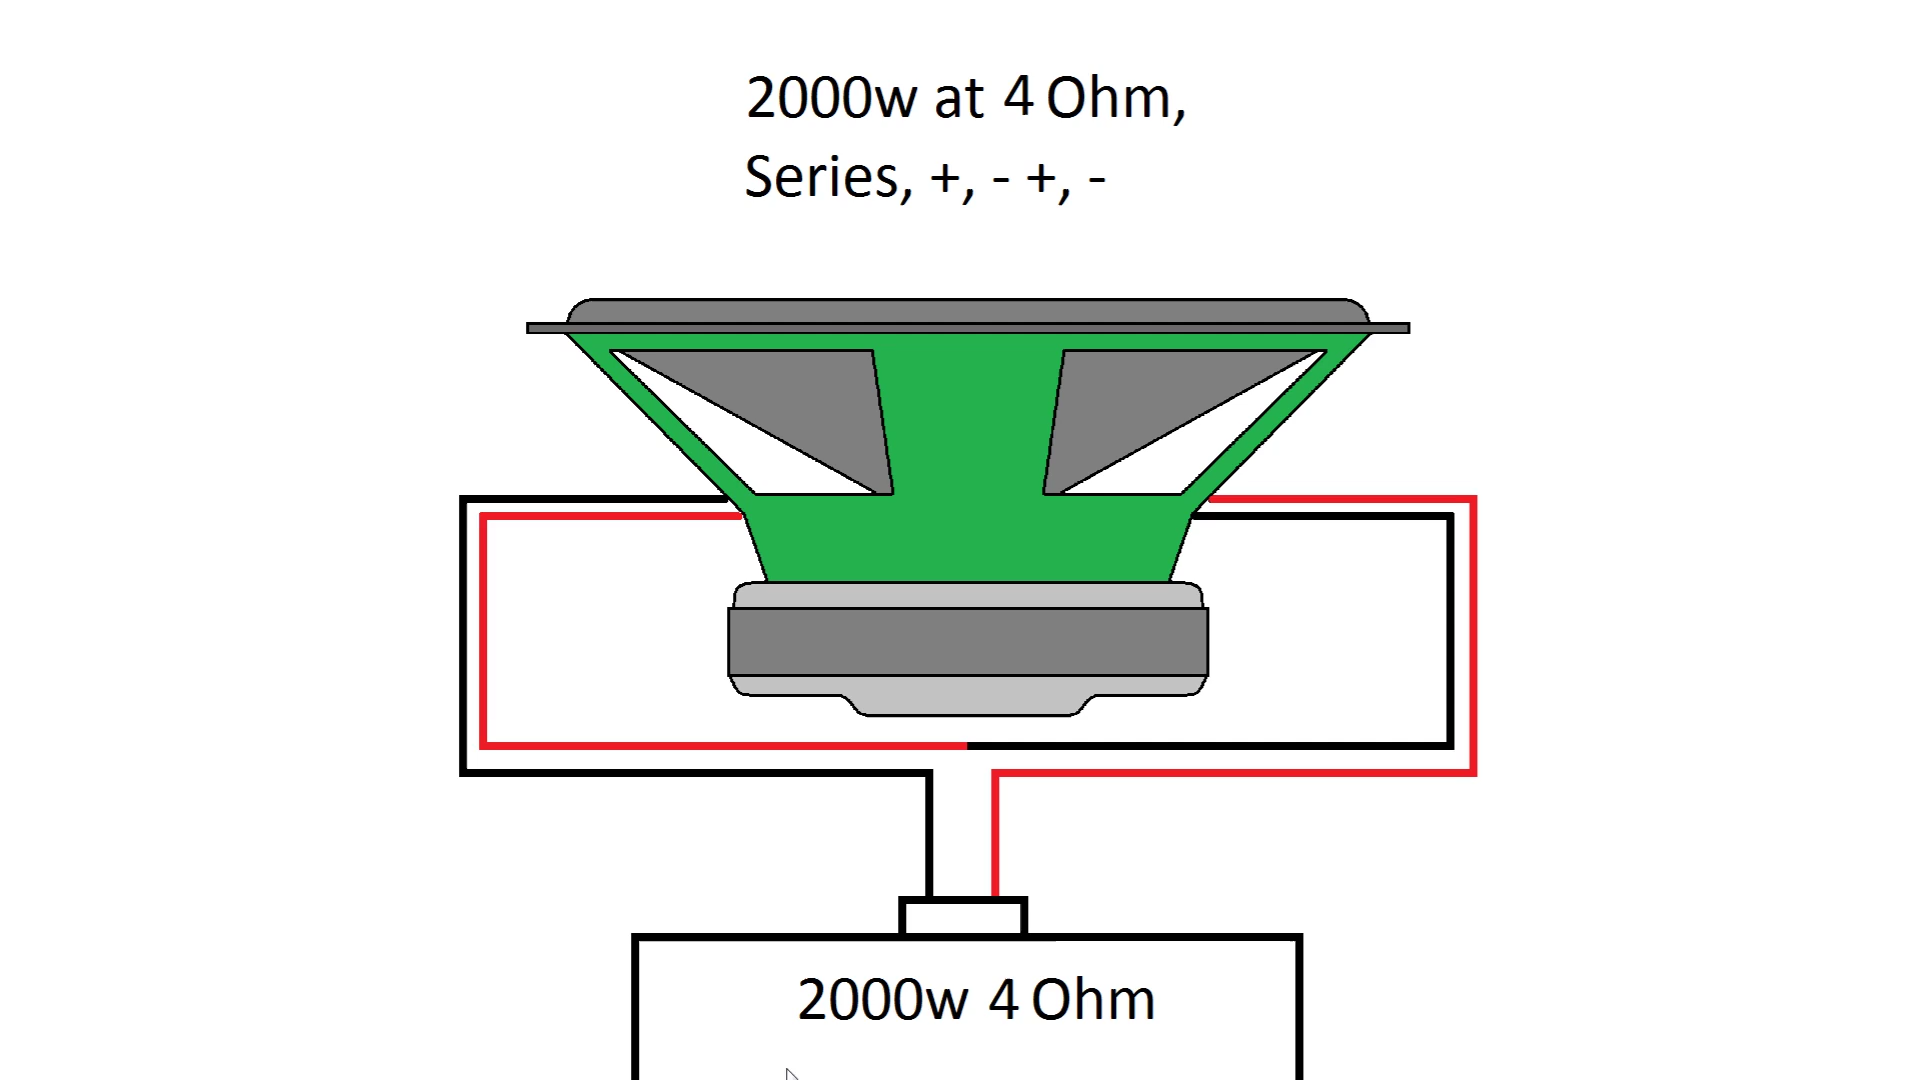 2000w at 4 Ohm,
Series, +, - +, -
2000w 4 Ohm